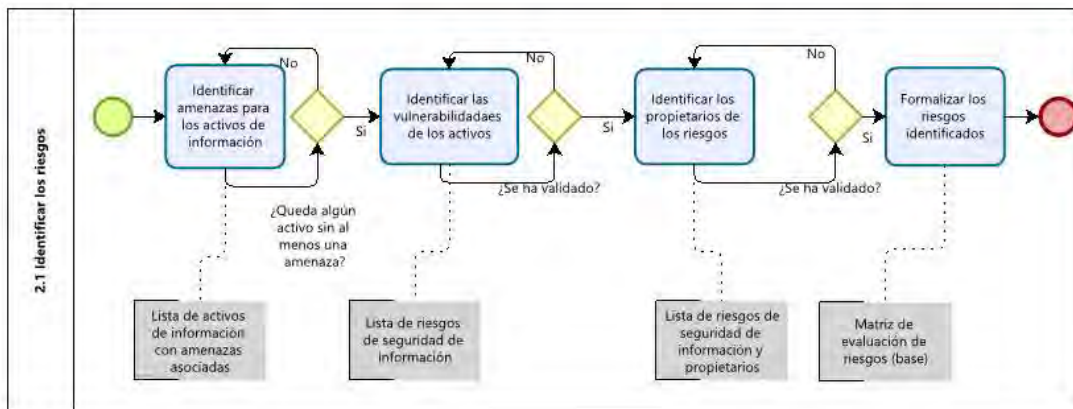 2.1 Identificar los riesgos
Identificar
amenazas para
los activos de
información
No
Si
¿Queda algún
activo sin al
menos una
amenaza?
Identificar las
vulnerabilidadaes
de los activos
No
Si
¿Se ha validado?
Identificar los
propietarios de
los riesgos
No
Si
¿Se ha validado?
Formalizar los
riesgos
identificados
Lista de activos
de información
con amenazas
asociadas
Lista de riesgos
de seguridad de
información
Lista de riesgos de
seguridad de
información y
propietarios
Matriz de
evaluación de
riesgos (base)